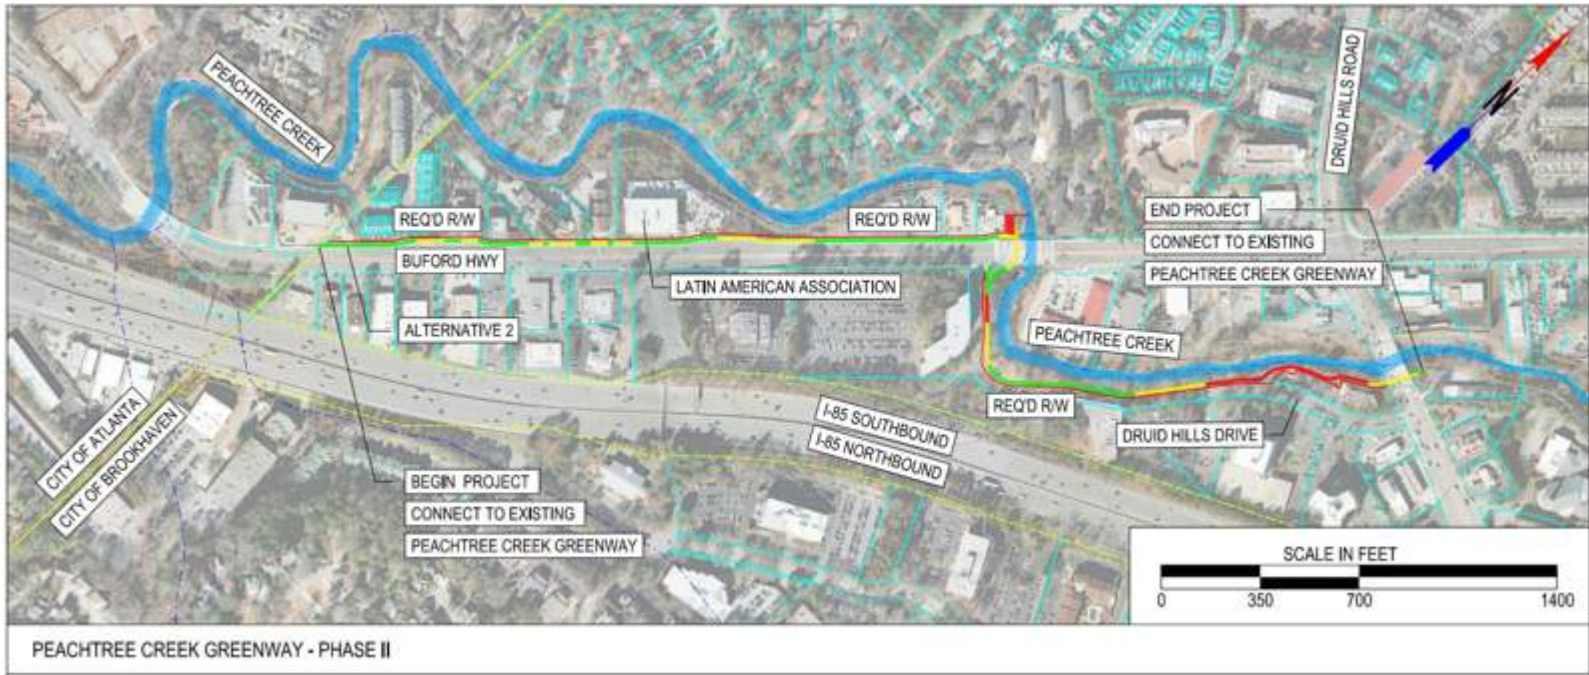 PEACHTREE CREEK
DRUID HILLS ROAD
N
REQ'D R/W
REQ'D R/W
BUFORD HWY
END PROJECT
CONNECT TO EXISTING
PEACHTREE CREEK GREENWAY
LATIN AMERICAN ASSOCIATION
ALTERNATIVE 2
PEACHTREE CREEK
REQ'D R/W
DRUID HILLS DRIVE
I-85 SOUTHBOUND
I-85 NORTHBOUND
CITY OF ATLANTA
CITY OF BROOKHAVEN
BEGIN PROJECT
CONNECT TO EXISTING
PEACHTREE CREEK GREENWAY
SCALE IN FEET
0 350 700 1400
PEACHTREE CREEK GREENWAY - PHASE II